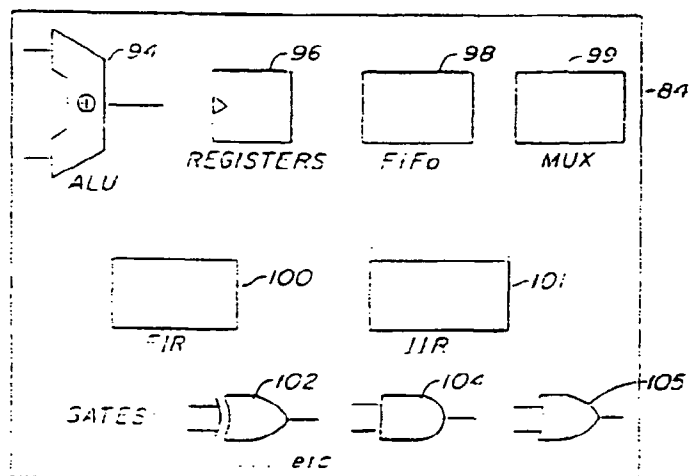 94 96 98 99
84
ALU REGISTERS FiFo MUX
100 101
FIR IIR
102 104 105
GATES
.... etc